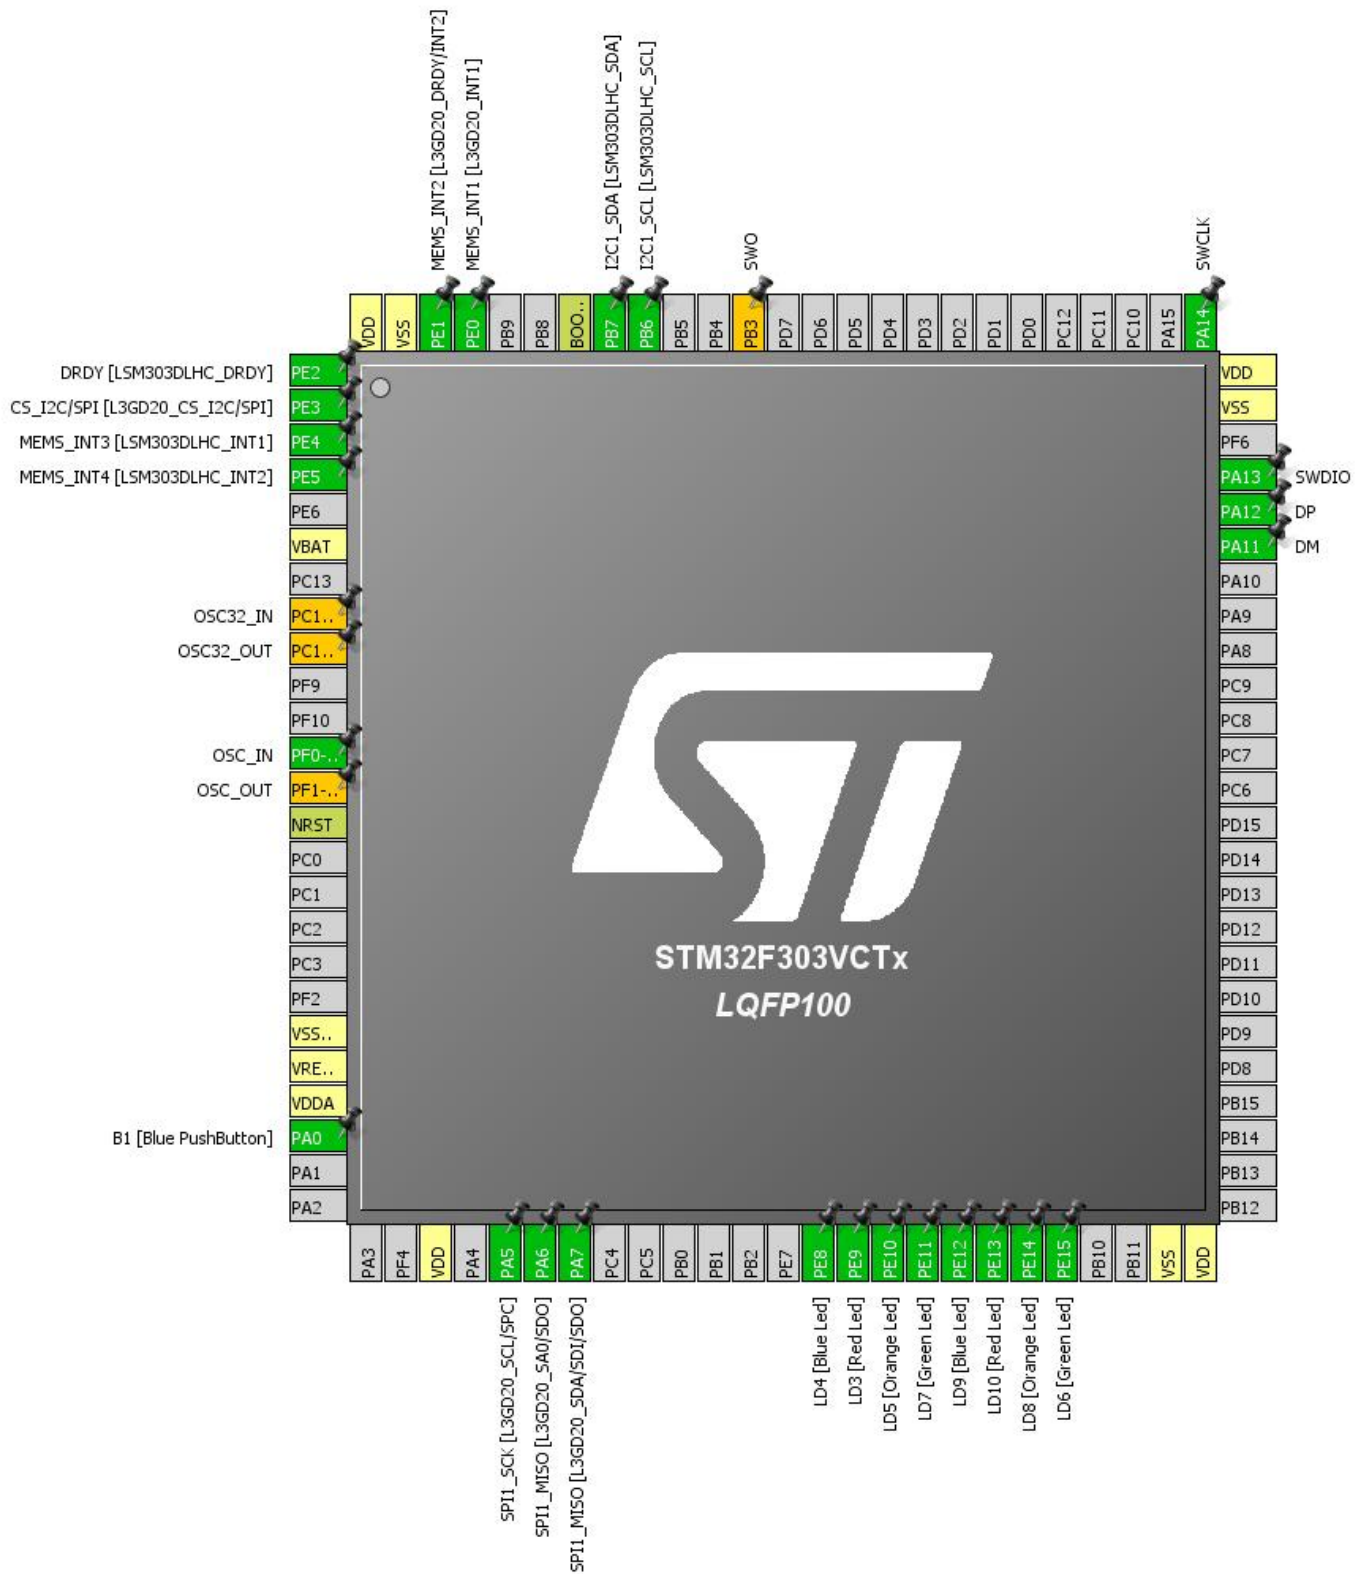 MEMS_INT2 [L3GD20_DRDY/INT2]
MEMS_INT1 [L3GD20_INT1]
I2C1_SDA [LSM303DLHC_SDA]
I2C1_SCL [LSM303DLHC_SCL]
SWO
SWCLK
VDD
VSS
PE1
PE0
PB9
PB8
BOO..
PB7
PB6
PB5
PB4
PB3
PD7
PD6
PD5
PD4
PD3
PD2
PD1
PD0
PC12
PC11
PC10
PA15
PA14
DRDY [LSM303DLHC_DRDY] PE2
CS_I2C/SPI [L3GD20_CS_I2C/SPI] PE3
MEMS_INT3 [LSM303DLHC_INT1] PE4
MEMS_INT4 [LSM303DLHC_INT2] PE5
PE6
VBAT
PC13
OSC32_IN PC1..
OSC32_OUT PC1..
PF9
PF10
OSC_IN PF0-..
OSC_OUT PF1-..
NRST
PC0
PC1
PC2
PC3
PF2
VSS..
VRE..
VDDA
B1 [Blue PushButton] PA0
PA1
PA2
VDD
VSS
PF6
PA13 SWDIO
PA12 DP
PA11 DM
PA10
PA9
PA8
PC9
PC8
PC7
PC6
PD15
PD14
PD13
PD12
PD11
PD10
PD9
PD8
PB15
PB14
PB13
PB12
ST
STM32F303VCTx
LQFP100
PA3
PF4
VDD
PA4
PA5
PA6
PA7
PC4
PC5
PB0
PB1
PB2
PE7
PE8
PE9
PE10
PE11
PE12
PE13
PE14
PE15
PB10
PB11
VSS
VDD
SPI1_SCK [L3GD20_SCL/SPC]
SPI1_MISO [L3GD20_SA0/SDO]
SPI1_MISO [L3GD20_SDA/SDI/SDO]
LD4 [Blue Led]
LD3 [Red Led]
LD5 [Orange Led]
LD7 [Green Led]
LD9 [Blue Led]
LD10 [Red Led]
LD8 [Orange Led]
LD6 [Green Led]